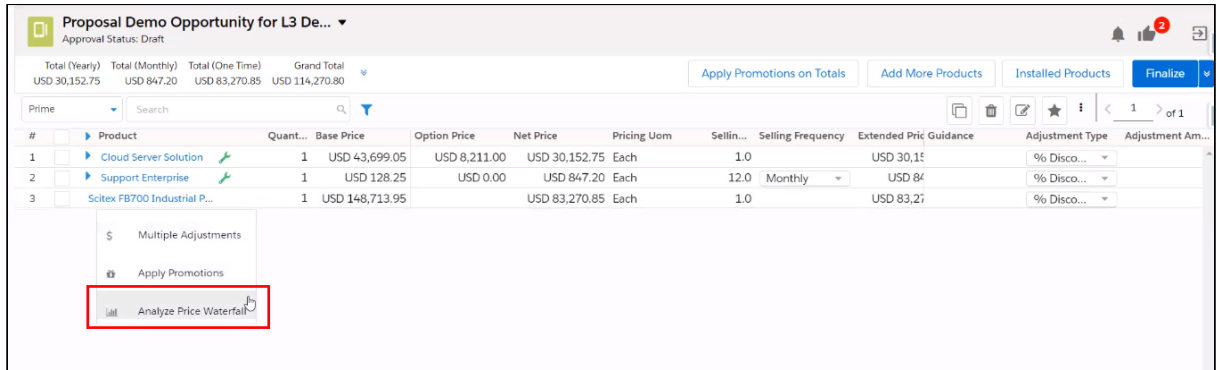 Proposal Demo Opportunity for L3 De...
2
Approval Status: Draft
Total (Yearly) Total (Monthly) Total (One Time) Grand Total
USD 30,152.75 USD 847.20 USD 83,270.85 USD 114,270.80
Apply Promotions on Totals Add More Products Installed Products Finalize
Prime Search 1 of 1
# Product Quant... Base Price Option Price Net Price Pricing Uom Sellin... Selling Frequency Extended Pric Guidance Adjustment Type Adjustment Am...
1 Cloud Server Solution 1 USD 43,699.05 USD 8,211.00 USD 30,152.75 Each 1.0 USD 30,15 % Disco...
2 Support Enterprise 1 USD 128.25 USD 0.00 USD 847.20 Each 12.0 Monthly USD 84 % Disco...
3 Scitex FB700 Industrial P... 1 USD 148,713.95 USD 83,270.85 Each 1.0 USD 83,27 % Disco...
$ Multiple Adjustments
Apply Promotions
Analyze Price Waterfall